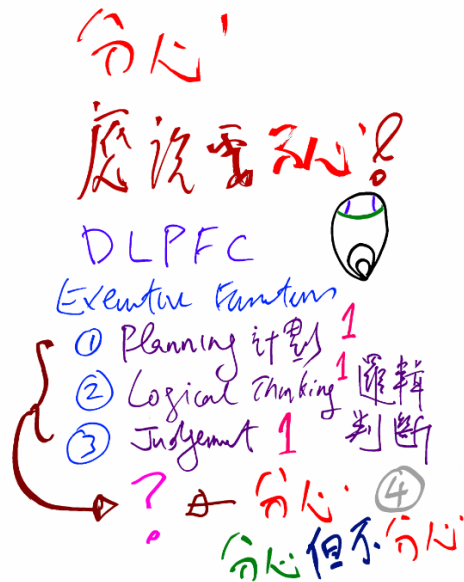 分心
麼說要分心?
DLPFC
Executive Functions
① Planning 計劃 1
② Logical Thinking 1 邏輯
③ Judgement 1 判斷
? 分心 ④
分心但不分心